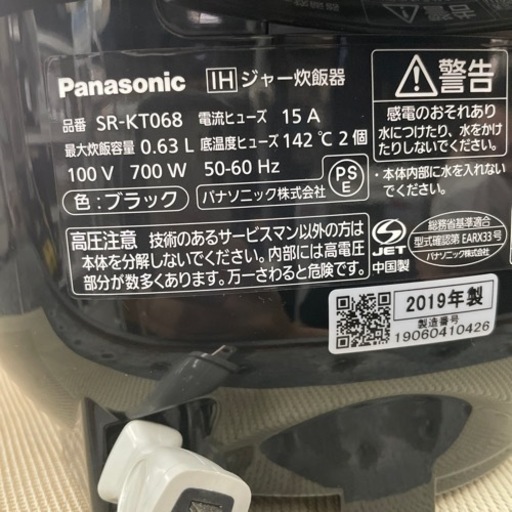 Panasonic IHジャー炊飯器
品番 SR-KT068 電流ヒューズ 15 A
最大炊飯容量 0.63 L 底温度ヒューズ 142℃ 2個
100 V 700 W 50-60 Hz
色：ブラック パナソニック株式会社
PS
E
高圧注意 技術のあるサービスマン以外の方は
本体を分解しないでください。内部には高電圧
部分が数多くあります。万一さわると危険です。
警告
感電のおそれあり
水につけたり、水をかけ
たりしないでください。
・本体内部に水を入れない
でください。
S
JET
中国製
総務省基準適合
型式確認第 EARX33号
パナソニック株式会社
2019年製
製造番号
19060410426